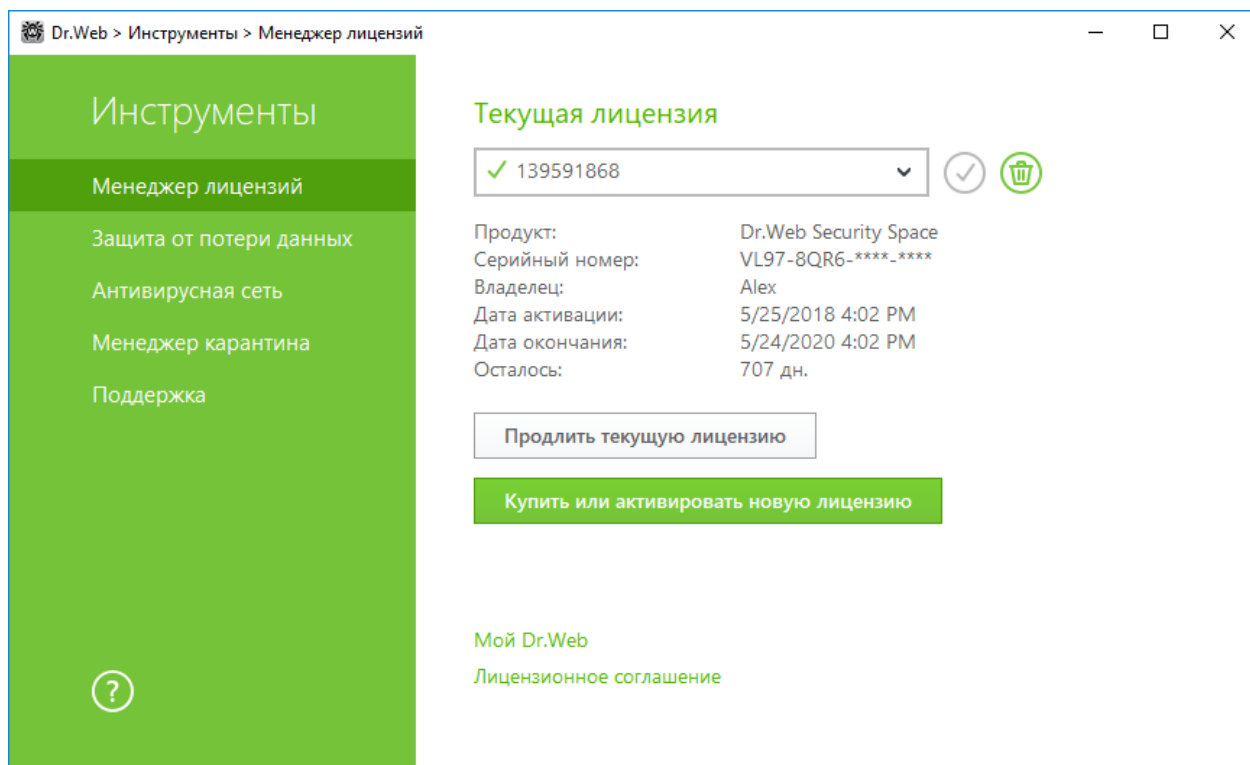 Dr.Web > Инструменты > Менеджер лицензий
Инструменты
Менеджер лицензий
Защита от потери данных
Антивирусная сеть
Менеджер карантина
Поддержка
?
Текущая лицензия
139591868
Продукт: Dr.Web Security Space
Серийный номер: VL97-8QR6-****-****
Владелец: Alex
Дата активации: 5/25/2018 4:02 PM
Дата окончания: 5/24/2020 4:02 PM
Осталось: 707 дн.
Продлить текущую лицензию
Купить или активировать новую лицензию
Мой Dr.Web
Лицензионное соглашение